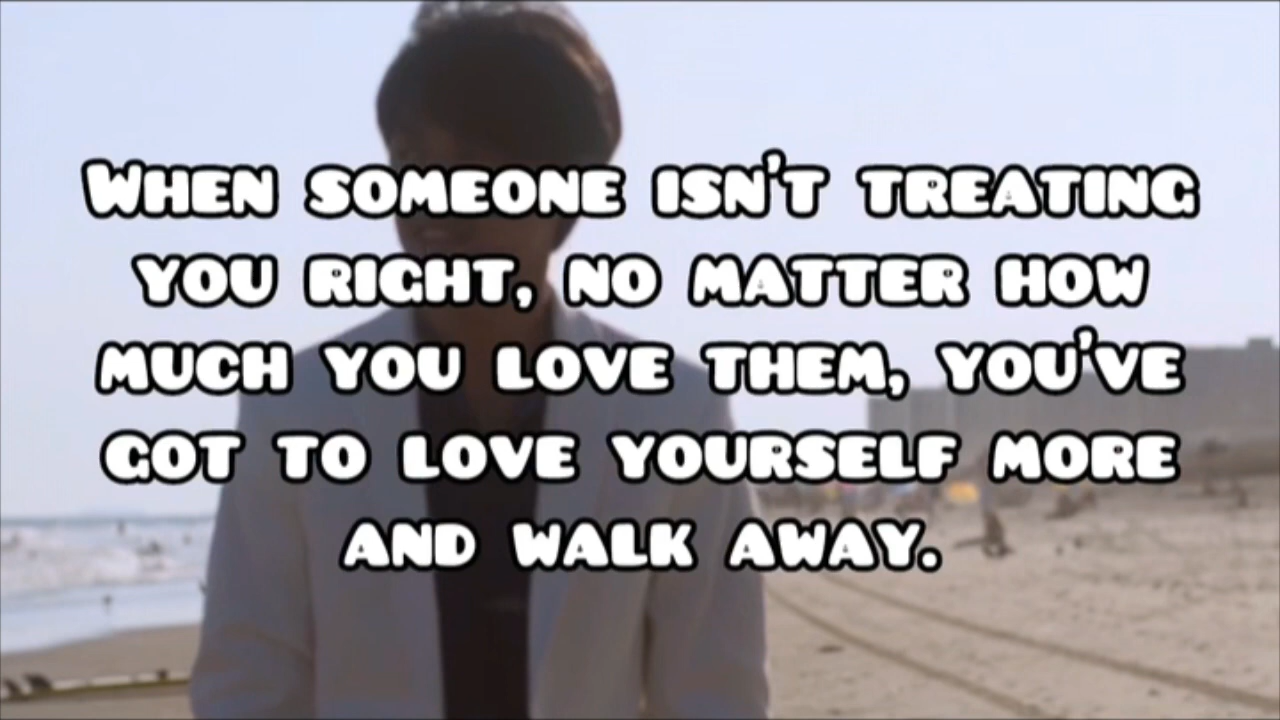 When someone isn't treating
you right, no matter how
much you love them, you've
got to love yourself more
and walk away.